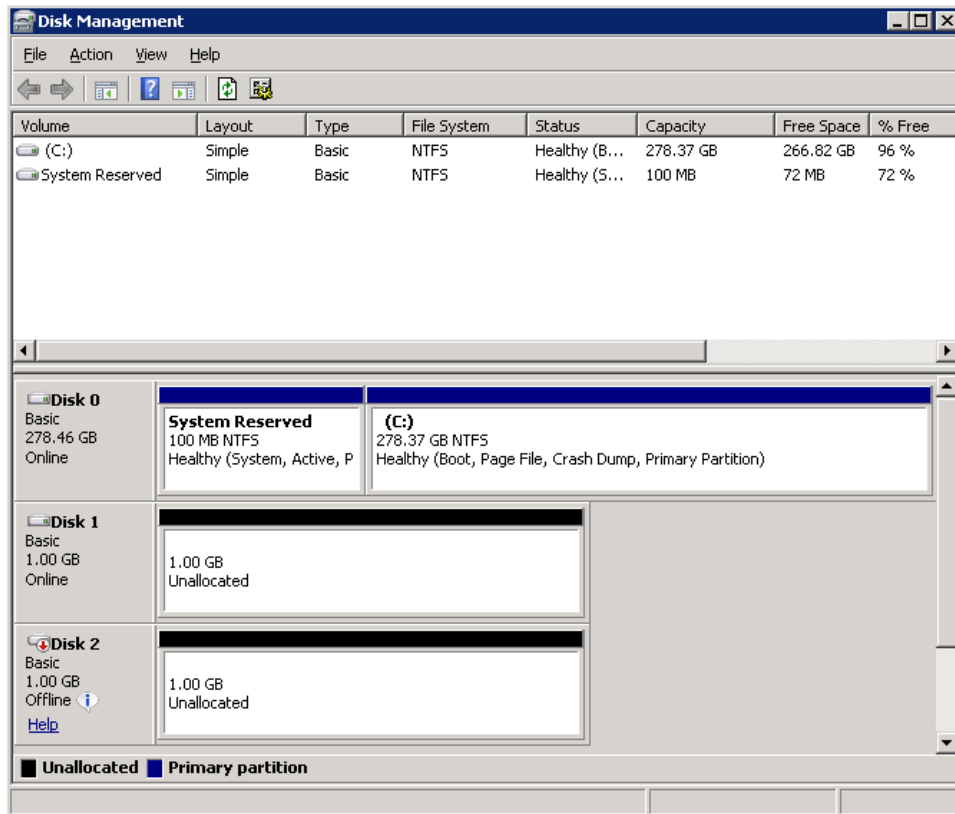 Disk Management
File Action View Help
Volume Layout Type File System Status Capacity Free Space % Free
(C:) Simple Basic NTFS Healthy (B... 278.37 GB 266.82 GB 96 %
System Reserved Simple Basic NTFS Healthy (S... 100 MB 72 MB 72 %
Disk 0
Basic
278.46 GB
Online
System Reserved
100 MB NTFS
Healthy (System, Active, P
(C:)
278.37 GB NTFS
Healthy (Boot, Page File, Crash Dump, Primary Partition)
Disk 1
Basic
1.00 GB
Online
1.00 GB
Unallocated
Disk 2
Basic
1.00 GB
Offline
Help
1.00 GB
Unallocated
Unallocated Primary partition